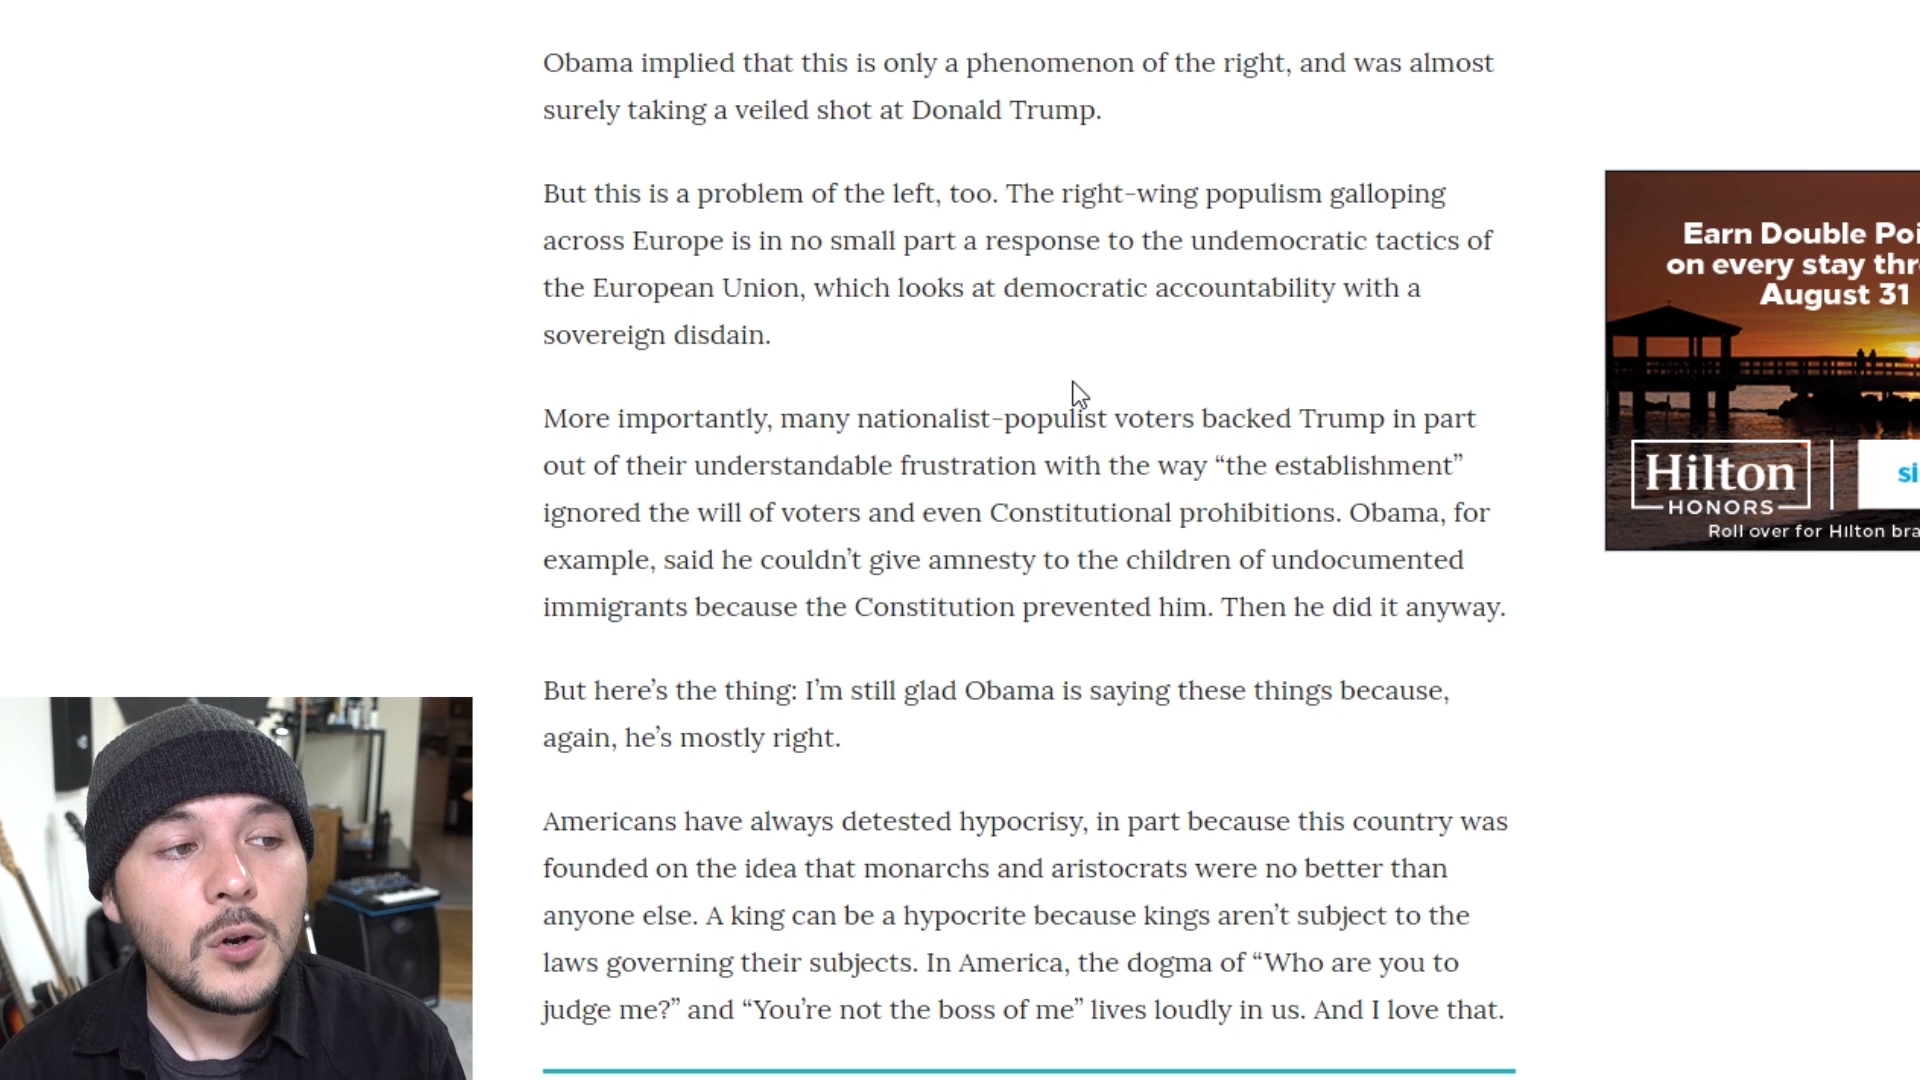 Obama implied that this is only a phenomenon of the right, and was almost
surely taking a veiled shot at Donald Trump.
But this is a problem of the left, too. The right-wing populism galloping
across Europe is in no small part a response to the undemocratic tactics of
the European Union, which looks at democratic accountability with a
sovereign disdain.
More importantly, many nationalist-populist voters backed Trump in part
out of their understandable frustration with the way “the establishment”
ignored the will of voters and even Constitutional prohibitions. Obama, for
example, said he couldn’t give amnesty to the children of undocumented
immigrants because the Constitution prevented him. Then he did it anyway.
But here’s the thing: I’m still glad Obama is saying these things because,
again, he’s mostly right.
Americans have always detested hypocrisy, in part because this country was
founded on the idea that monarchs and aristocrats were no better than
anyone else. A king can be a hypocrite because kings aren’t subject to the
laws governing their subjects. In America, the dogma of “Who are you to
judge me?” and “You’re not the boss of me” lives loudly in us. And I love that.
Earn Double Poi
on every stay thr
August 31
Hilton
HONORS
si
Roll over for Hilton bra